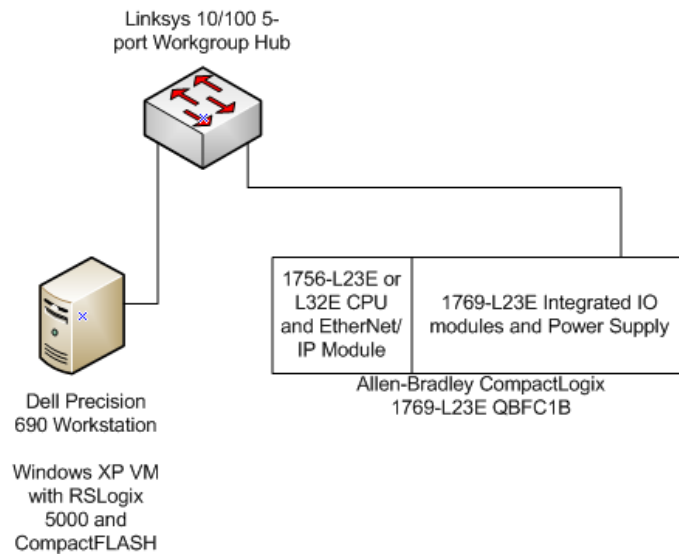 Linksys 10/100 5-
port Workgroup Hub
1756-L23E or
L32E CPU
and EtherNet/
IP Module
1769-L23E Integrated IO
modules and Power Supply
Allen-Bradley CompactLogix
1769-L23E QBFC1B
Dell Precision
690 Workstation
Windows XP VM
with RSLogix
5000 and
CompactFLASH